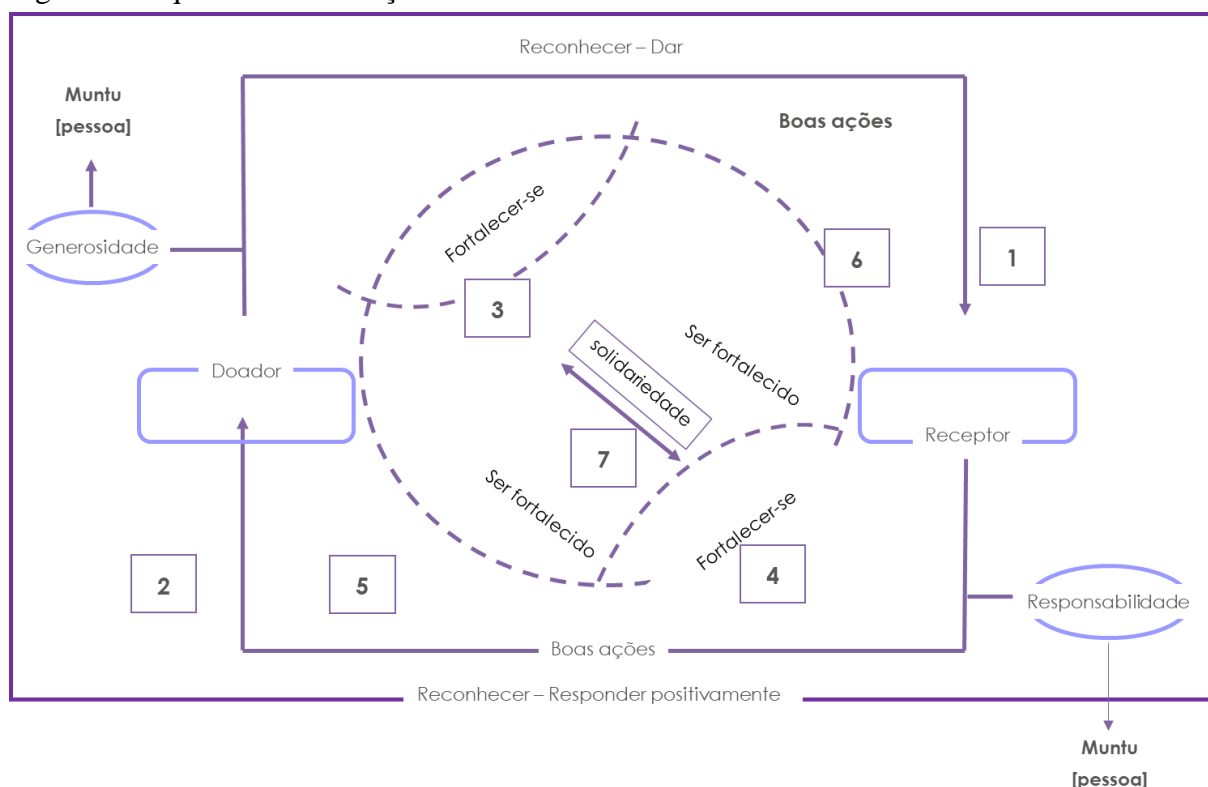 Reconhecer – Dar
Muntu
[pessoa]
Boas ações
Fortalecer-se
Generosidade
6
1
3
Ser fortalecido
solidariedade
Doador
Receptor
7
Ser fortalecido
Fortalecer-se
2
5
4
Responsabilidade
Boas ações
Reconhecer – Responder positivamente
Muntu
[pessoa]